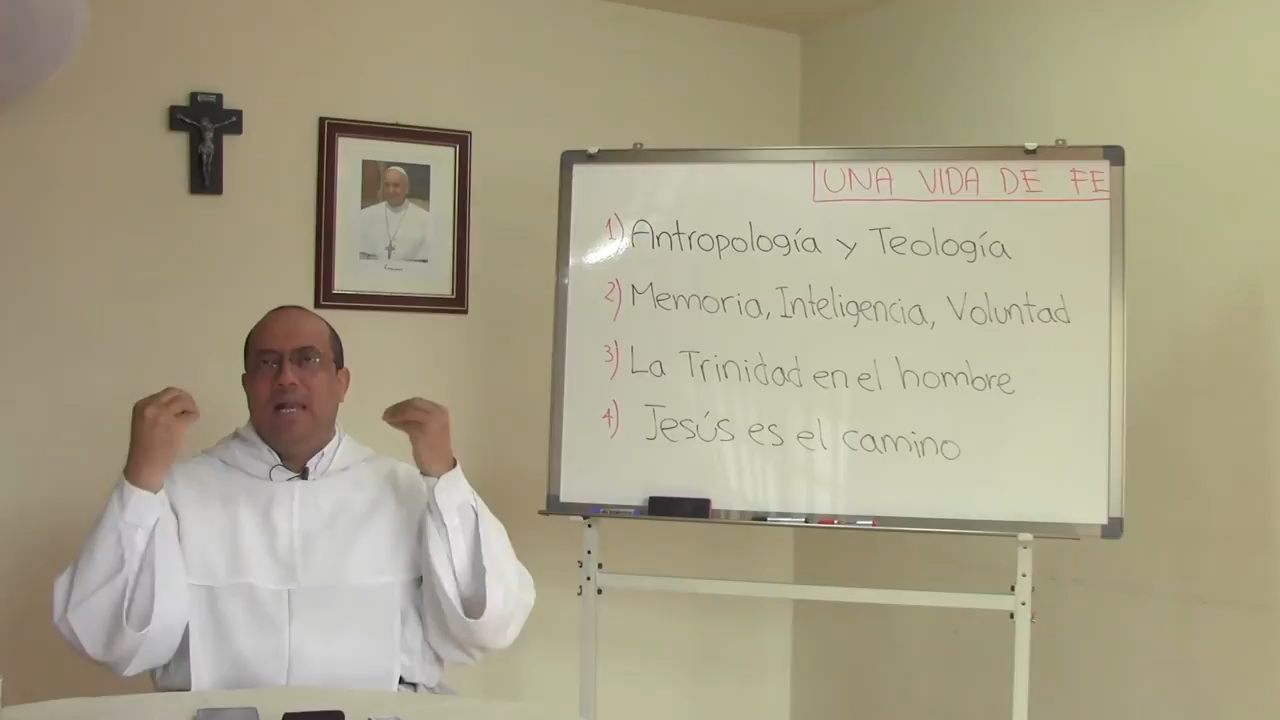 UNA VIDA DE FE
1) Antropología y Teología
2) Memoria, Inteligencia, Voluntad
3) La Trinidad en el hombre
4) Jesús es el camino